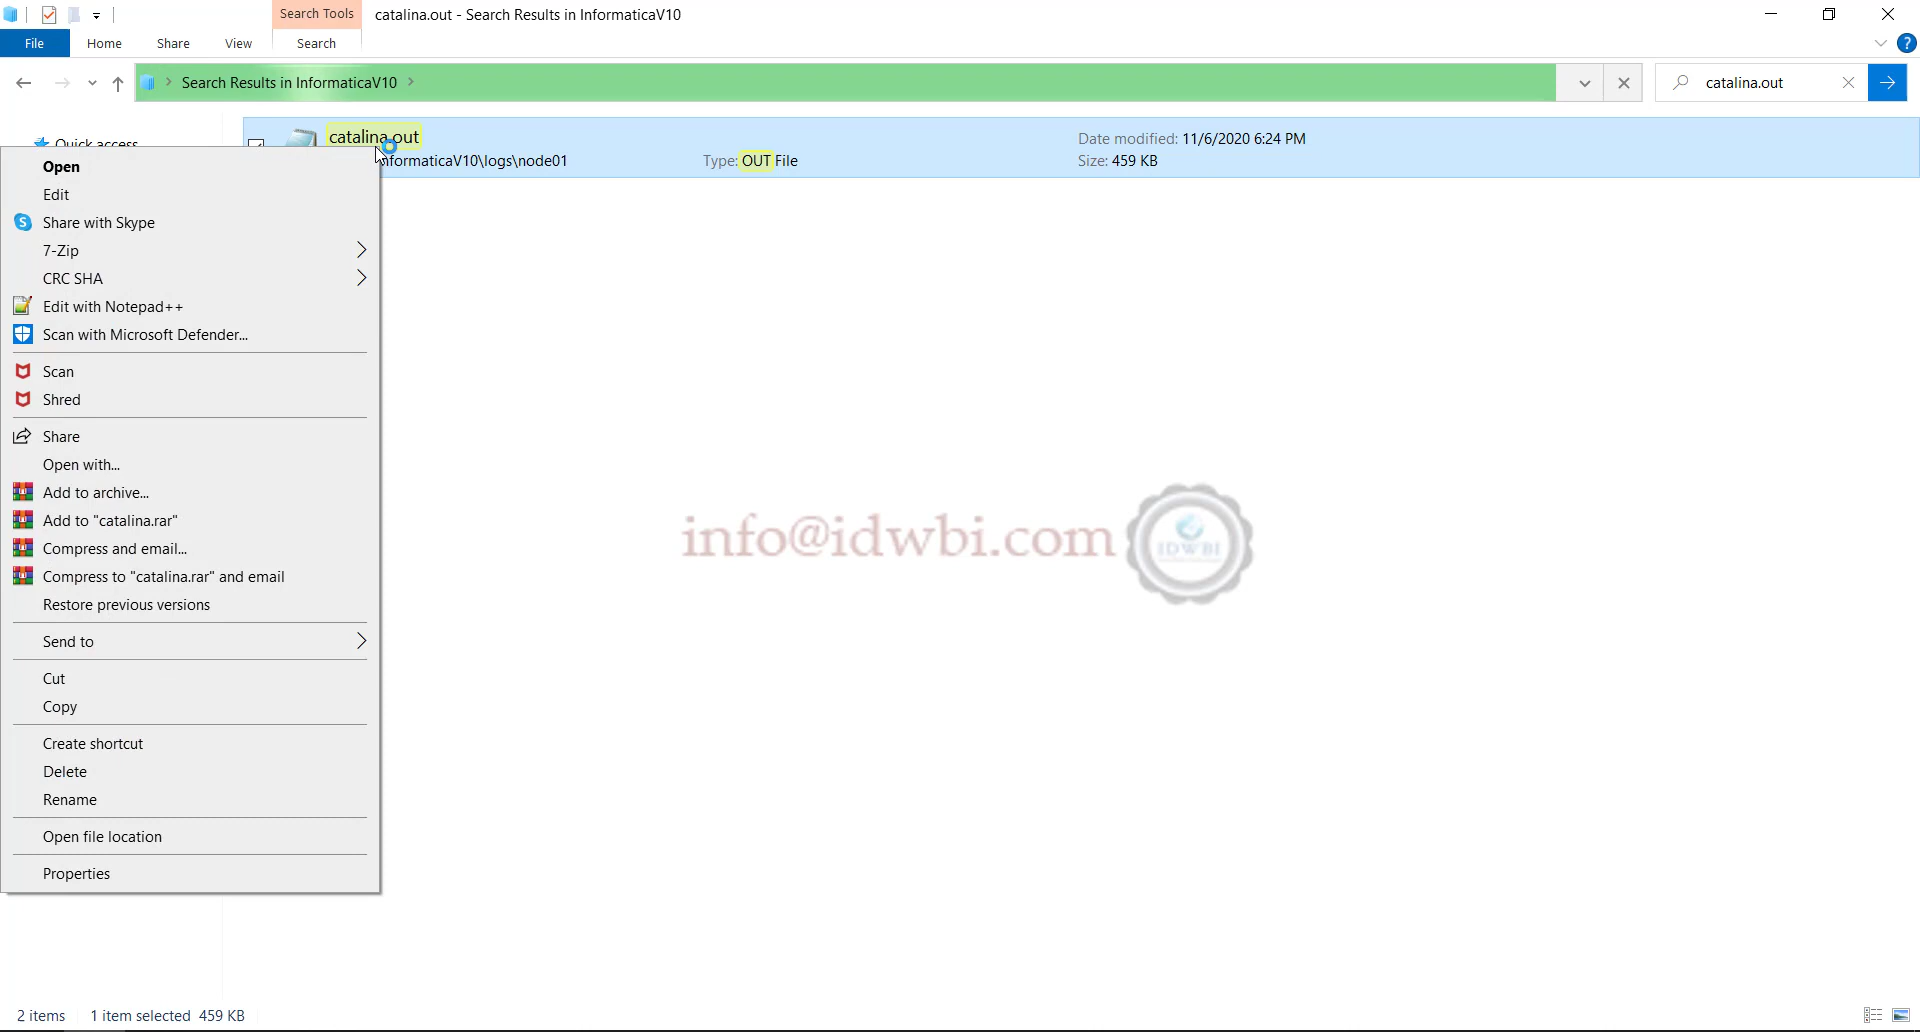 Search Tools
catalina.out - Search Results in InformaticaV10
File
Home
Share
View
Search
Search Results in InformaticaV10
catalina.out
Quick access
catalina.out
Date modified: 11/6/2020 6:24 PM
nformaticaV10\logs\node01
Type: OUT File
Size: 459 KB
Open
Edit
Share with Skype
7-Zip
CRC SHA
Edit with Notepad++
Scan with Microsoft Defender...
Scan
Shred
Share
Open with...
Add to archive...
Add to "catalina.rar"
Compress and email...
Compress to "catalina.rar" and email
Restore previous versions
Send to
Cut
Copy
Create shortcut
Delete
Rename
Open file location
Properties
info@idwbi.com
IDWBI
2 items
1 item selected 459 KB